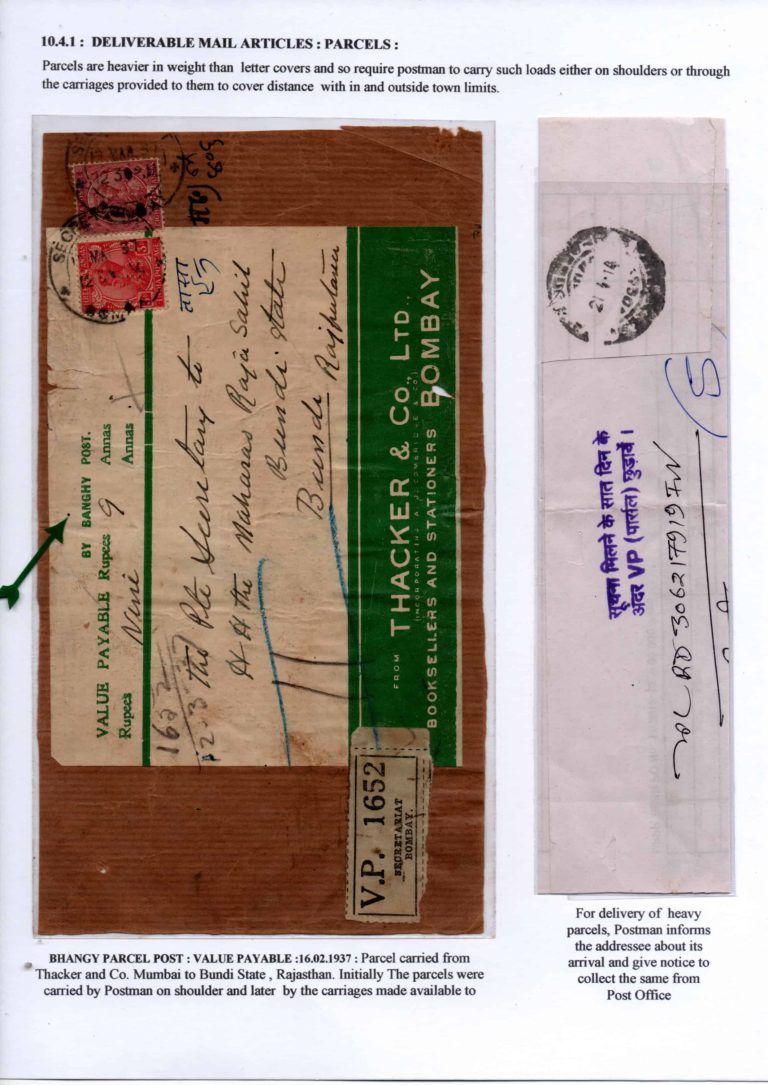 10.4.1 : DELIVERABLE MAIL ARTICLES : PARCELS :
Parcels are heavier in weight than letter covers and so require postman to carry such loads either on shoulders or through
the carriages provided to them to cover distance with in and outside town limits.
BY BANGHY POST.
VALUE PAYABLE Rupees 9 Annas
Rupees Nine Annas
1652
The Pte Secretary to
H H the Maharao Raja Sahib
Bundi State
Bundi Rajputana
FROM THACKER & CO., LTD.
BOOKSELLERS AND STATIONERS BOMBAY
V.P. 1652
SECRETARIAT
BOMBAY.
सूचना मिलने के सात दिन के
अंदर VP (पार्सल) छुड़ावें ।
RD 306217919 IN
BHANGY PARCEL POST : VALUE PAYABLE :16.02.1937 : Parcel carried from
Thacker and Co. Mumbai to Bundi State , Rajasthan. Initially The parcels were
carried by Postman on shoulder and later by the carriages made available to
For delivery of heavy
parcels, Postman informs
the addressee about its
arrival and give notice to
collect the same from
Post Office